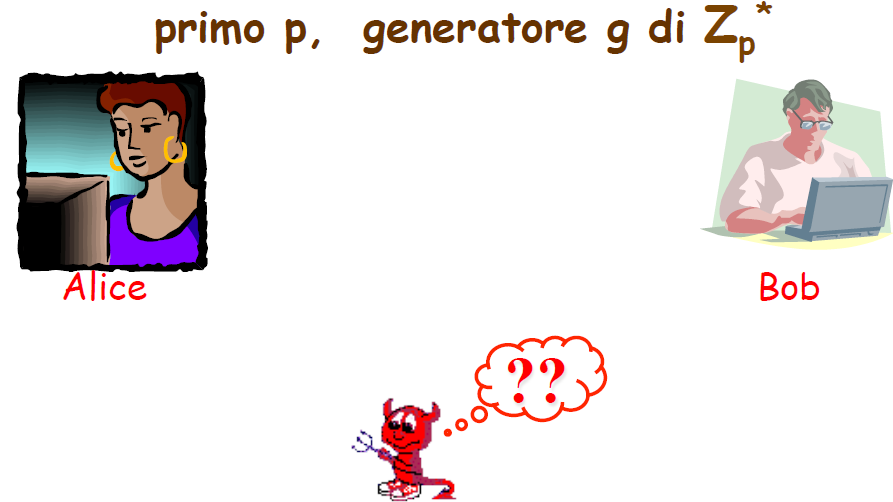 primo p, generatore g di Zp*
Alice
Bob
??